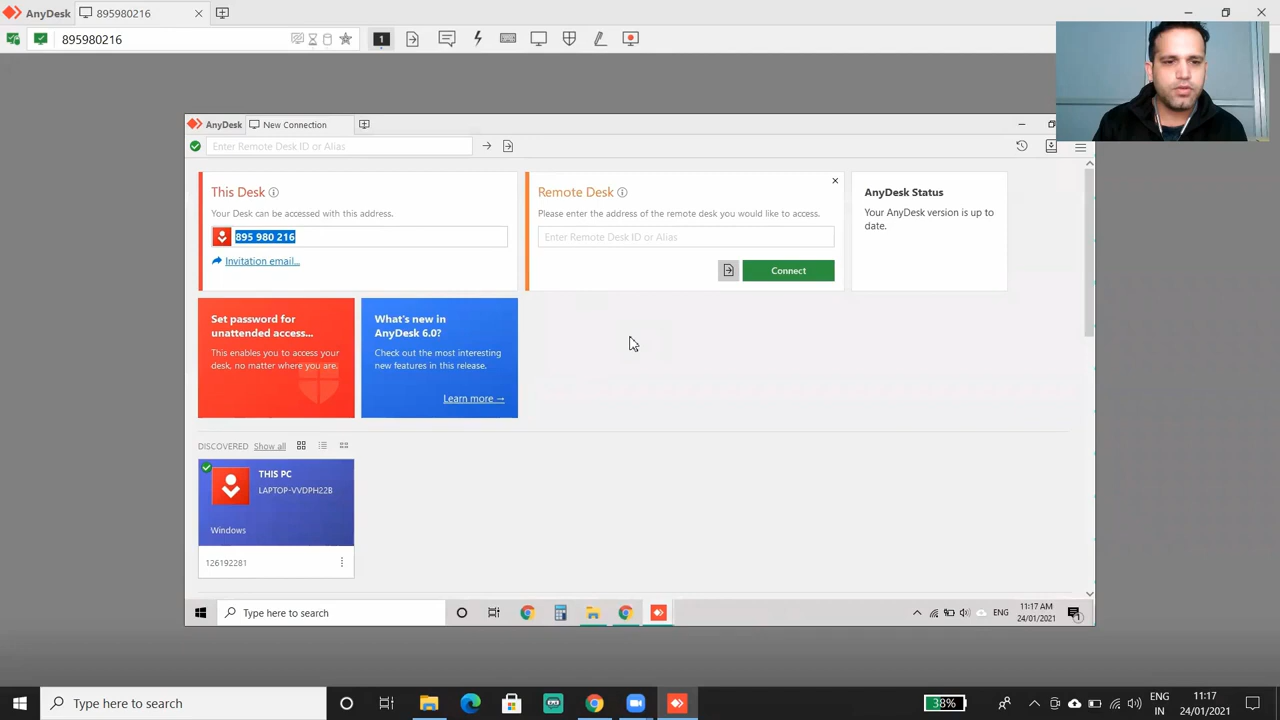 AnyDesk
895980216
895980216
1
AnyDesk
New Connection
Enter Remote Desk ID or Alias
This Desk
Your Desk can be accessed with this address.
895 980 216
Invitation email...
Remote Desk
Please enter the address of the remote desk you would like to access.
Enter Remote Desk ID or Alias
Connect
AnyDesk Status
Your AnyDesk version is up to
date.
Set password for
unattended access...
This enables you to access your
desk, no matter where you are.
What's new in
AnyDesk 6.0?
Check out the most interesting
new features in this release.
Learn more →
DISCOVERED Show all
THIS PC
LAPTOP-VVDPH22B
Windows
126192281
Type here to search
ENG
11:17 AM
24/01/2021
1
Type here to search
38%
ENG
IN
11:17
24/01/2021